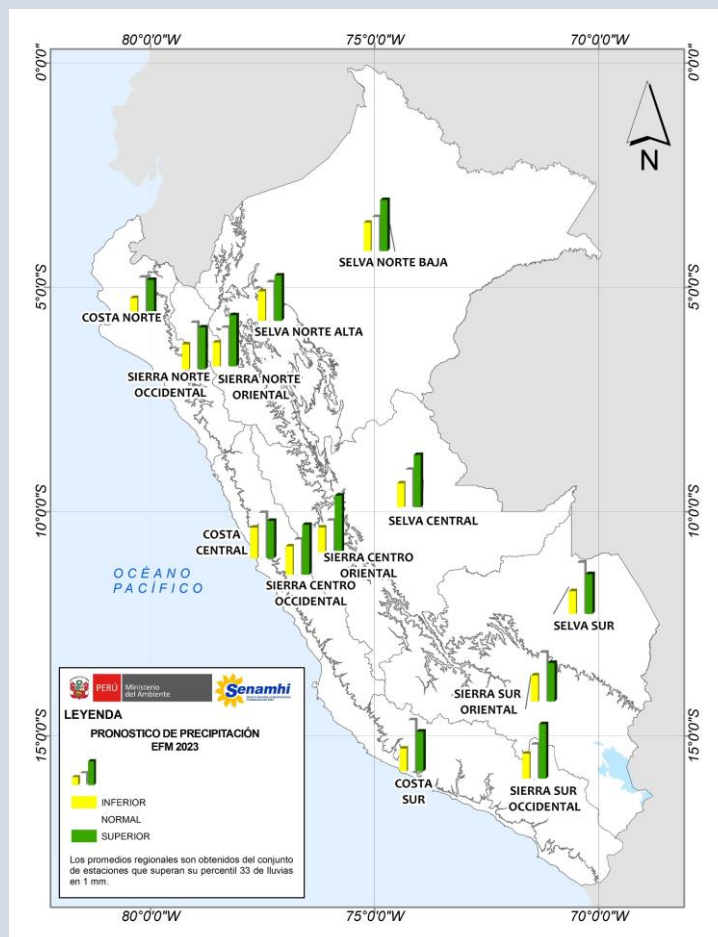 80°0'0"W 75°0'0"W 70°0'0"W
0°0'0" 0°0'0"
N
SELVA NORTE BAJA
5°0'0"S 5°0'0"S
COSTA NORTE
SELVA NORTE ALTA
SIERRA NORTE
OCCIDENTAL
SIERRA NORTE
ORIENTAL
10°0'0"S 10°0'0"S
SELVA CENTRAL
COSTA
CENTRAL
SIERRA CENTRO
ORIENTAL
SIERRA CENTRO
OCCIDENTAL
OCÉANO
PACÍFICO
SELVA SUR
SIERRA SUR
ORIENTAL
15°0'0"S 15°0'0"S
COSTA
SUR
SIERRA SUR
OCCIDENTAL
PERÚ Ministerio
del Ambiente
Senamhi
LEYENDA
PRONOSTICO DE PRECIPITACIÓN
EFM 2023
INFERIOR
NORMAL
SUPERIOR
Los promedios regionales son obtenidos del conjunto
de estaciones que superan su percentil 33 de lluvias
en 1 mm.
80°0'0"W 75°0'0"W 70°0'0"W